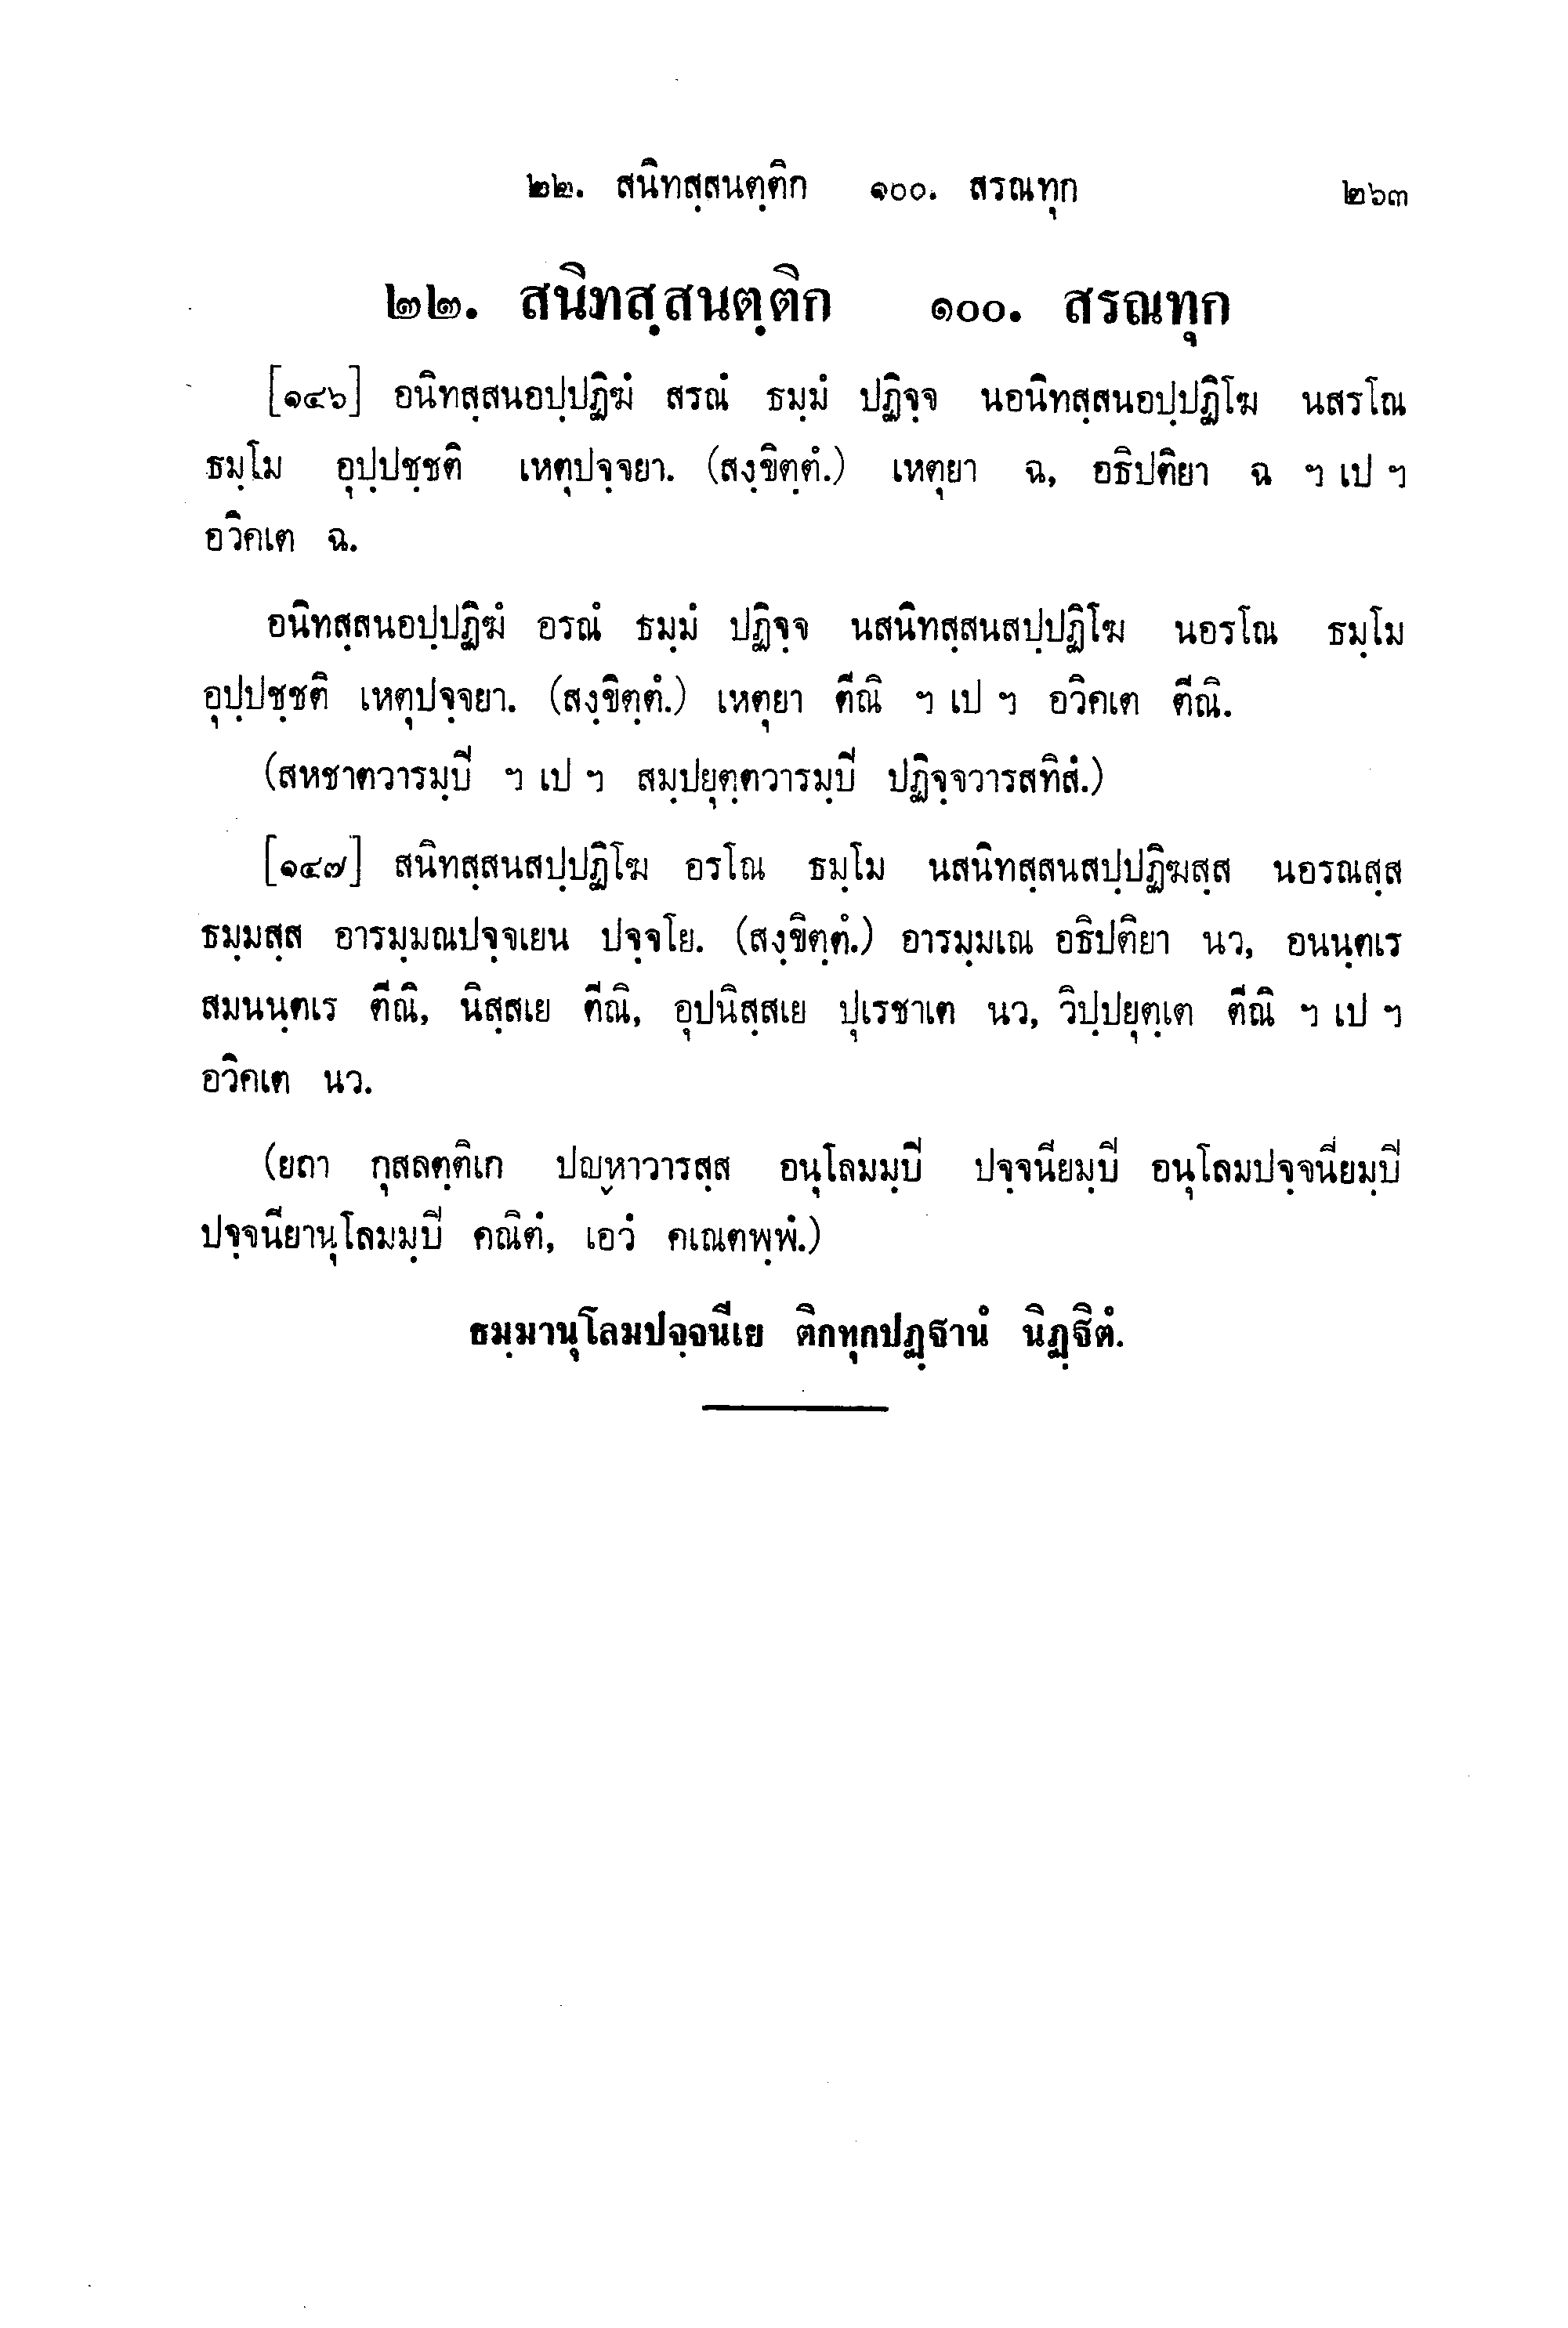 ๒๒. สนิทสฺสนตฺติก ๑๐๐. สรณทุก ๒๖๓
๒๒. สนิทสฺสนตฺติก ๑๐๐. สรณทุก
[๑๔๖] อนิทสฺสนอปฺปฏิฆํ สรณํ ธมฺมํ ปฏิจฺจ นอนิทสฺสนอปฺปฏิโฆ นสรโณ
ธมฺโม อุปฺปชฺชติ เหตุปจฺจยา. (สงฺขิตฺตํ.) เหตุยา ฉ, อธิปติยา ฉ ฯ เป ฯ
อวิคเต ฉ.
อนิทสฺสนอปฺปฏิฆํ อรณํ ธมฺมํ ปฏิจฺจ นสนิทสฺสนสปฺปฏิโฆ นอรโณ ธมฺโม
อุปฺปชฺชติ เหตุปจฺจยา. (สงฺขิตฺตํ.) เหตุยา ตีณิ ฯ เป ฯ อวิคเต ตีณิ.
(สหชาตวารมฺปี ฯ เป ฯ สมฺปยุตฺตวารมฺปี ปฏิจฺจวารสทิสํ.)
[๑๔๗] สนิทสฺสนสปฺปฏิโฆ อรโณ ธมฺโม นสนิทสฺสนสปฺปฏิฆสฺส นอรณสฺส
ธมฺมสฺส อารมฺมณปจฺจเยน ปจฺจโย. (สงฺขิตฺตํ.) อารมฺมเณ อธิปติยา นว, อนนฺตเร
สมนนฺตเร ตีณิ, นิสฺสเย ตีณิ, อุปนิสฺสเย ปุเรชาเต นว, วิปฺปยุตฺเต ตีณิ ฯ เป ฯ
อวิคเต นว.
(ยถา กุสลตฺติเก ปญฺหาวารสฺส อนุโลมมฺปี ปจฺจนียมฺปี อนุโลมปจฺจนียมฺปี
ปจฺจนียานุโลมมฺปี คณิตํ, เอวํ คเณตพฺพํ.)
ธมฺมานุโลมปจฺจนีเย ติกทุกปฏฺฐานํ นิฏฺฐิตํ.